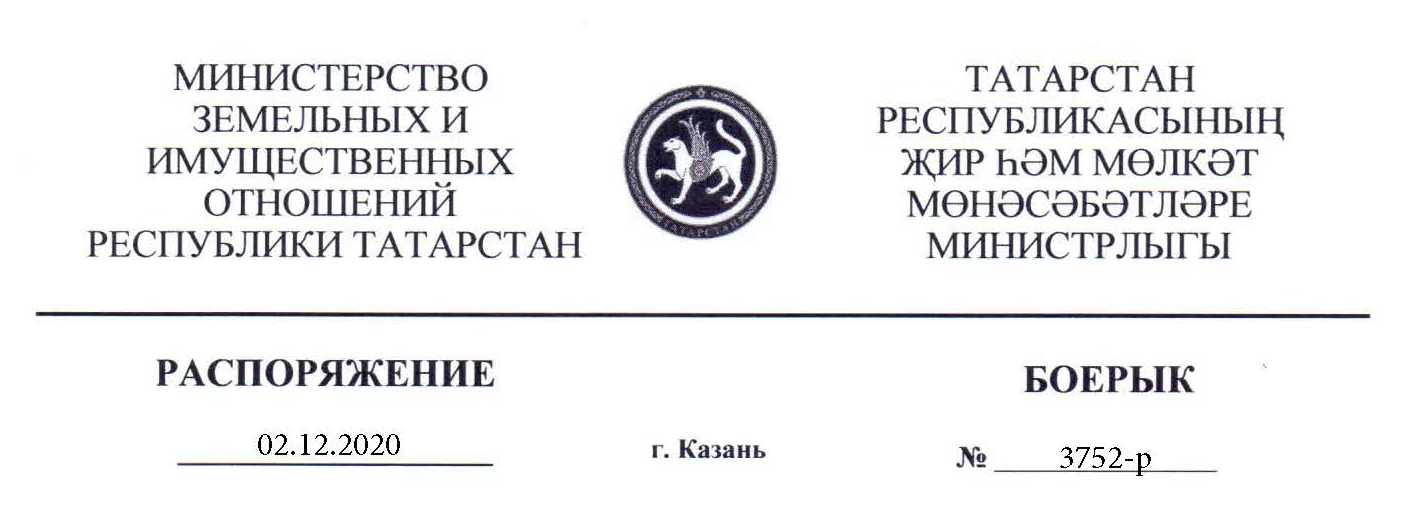 МИНИСТЕРСТВО
ЗЕМЕЛЬНЫХ И
ИМУЩЕСТВЕННЫХ
ОТНОШЕНИЙ
РЕСПУБЛИКИ ТАТАРСТАН
ТАТАРСТАН
ТАТАРСТАН
РЕСПУБЛИКАСЫНЫҢ
ҖИР ҺӘМ МӨЛКӘТ
МӨНӘСӘБӘТЛӘРЕ
МИНИСТРЛЫГЫ
РАСПОРЯЖЕНИЕ
БОЕРЫК
02.12.2020
г. Казань
№ 3752-р